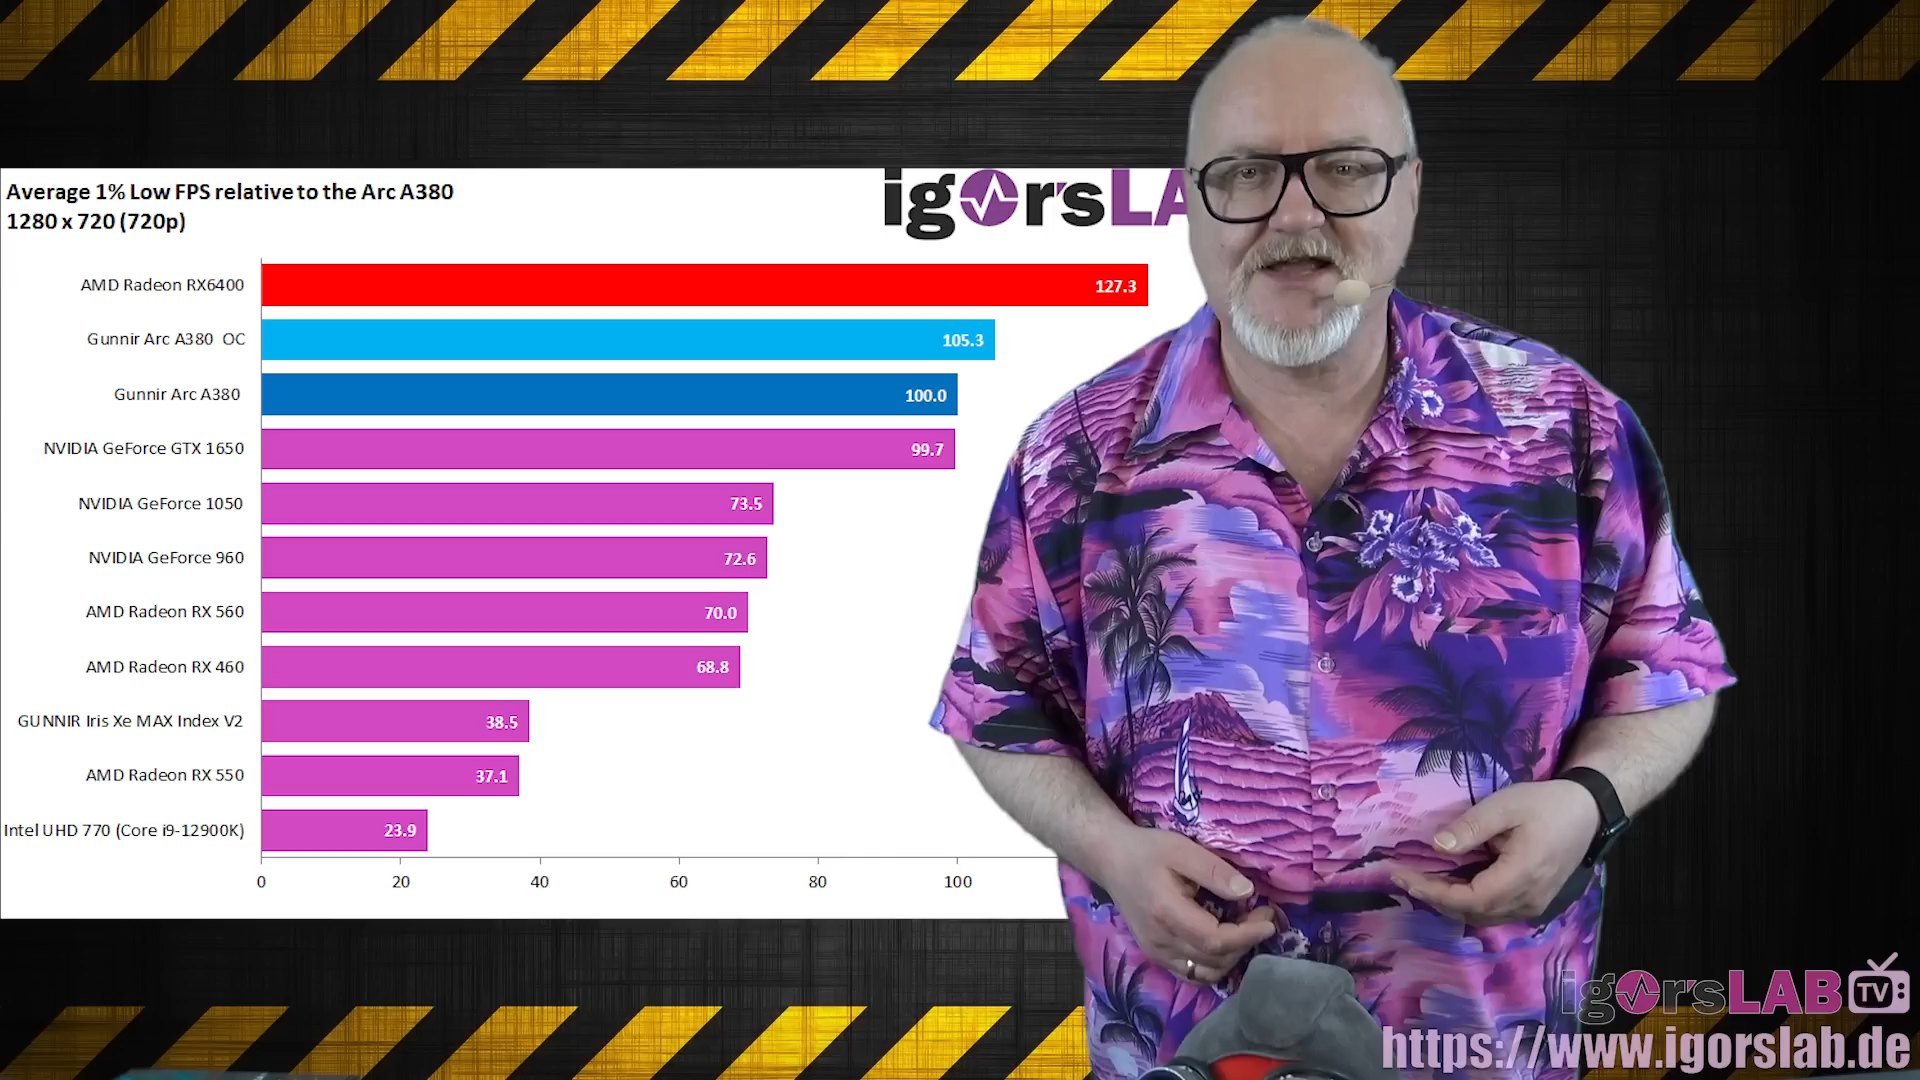 Average 1% Low FPS relative to the Arc A380
1280 x 720 (720p)
igorsLA
AMD Radeon RX6400
127.3
Gunnir Arc A380 OC
105.3
Gunnir Arc A380
100.0
NVIDIA GeForce GTX 1650
99.7
NVIDIA GeForce 1050
73.5
NVIDIA GeForce 960
72.6
AMD Radeon RX 560
70.0
AMD Radeon RX 460
68.8
GUNNIR Iris Xe MAX Index V2
38.5
AMD Radeon RX 550
37.1
Intel UHD 770 (Core i9-12900K)
23.9
0 20 40 60 80 100
igorsLAB TV
https://www.igorslab.de